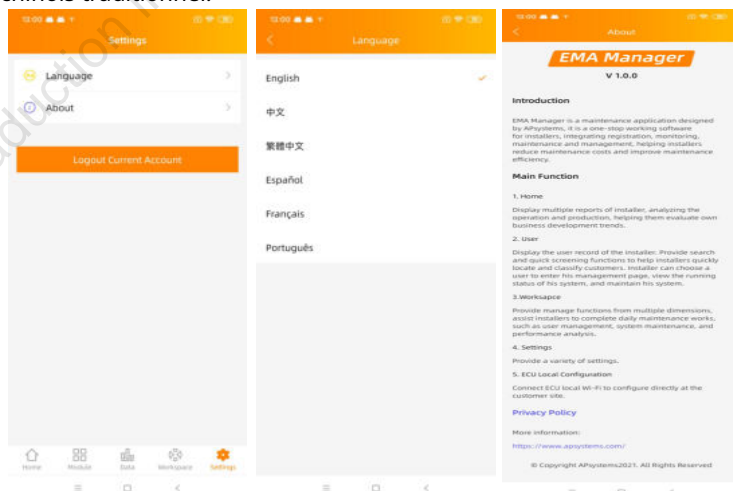 chinois traditionnel.
12:00
Settings
Language
About
Logout Current Account
Home
Module
Data
Workspace
Settings
12:00
Language
English
中文
繁體中文
Español
Français
Português
12:00
About
EMA Manager
V 1.0.0
Introduction
EMA Manager is a maintenance application designed
by APsystems, it is a one-stop working software
for installers, integrating registration, monitoring,
maintenance and management, helping installers
reduce maintenance costs and improve maintenance
efficiency.
Main Function
1. Home
Display multiple reports of installer, analyzing the
operation and production, helping them evaluate own
business development trends.
2. User
Display the user record of the installer. Provide search
and quick screening functions to help installers quickly
locate and classify customers. Installer can choose a
user to enter his management page, view the running
status of his system, and maintain his system.
3.Worksapce
Provide manage functions from multiple dimensions,
assist installers to complete daily maintenance works,
such as user management, system maintenance, and
performance analysis.
4. Settings
Provide a variety of settings.
5. ECU Local Configuration
Connect ECU local Wi-Fi to configure directly at the
customer site.
Privacy Policy
More information:
https://www.apsystems.com/
© Copyright APsystems2021. All Rights Reserved